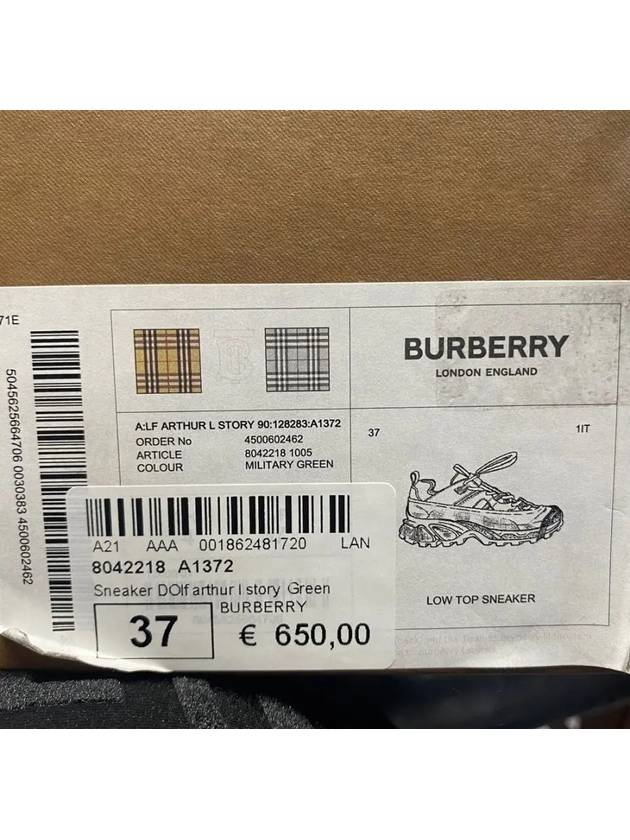 71E
5045625664706 0030383 4500602462
BURBERRY
LONDON ENGLAND
A:LF ARTHUR L STORY 90:128283:A1372
ORDER No 4500602462
ARTICLE 8042218 1005
COLOUR MILITARY GREEN
37 1IT
LOW TOP SNEAKER
A21 AAA 001862481720 LAN
8042218 A1372
Sneaker DOlf arthur l story Green
BURBERRY
37 € 650,00